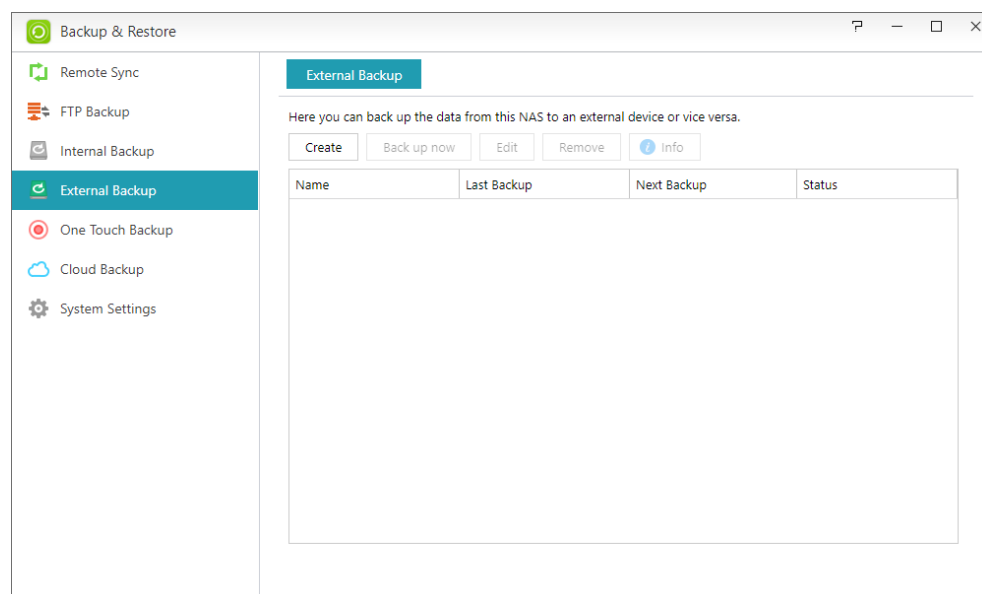 Backup & Restore
?
Remote Sync
FTP Backup
Internal Backup
External Backup
One Touch Backup
Cloud Backup
System Settings
External Backup
Here you can back up the data from this NAS to an external device or vice versa.
Create Back up now Edit Remove i Info
Name Last Backup Next Backup Status